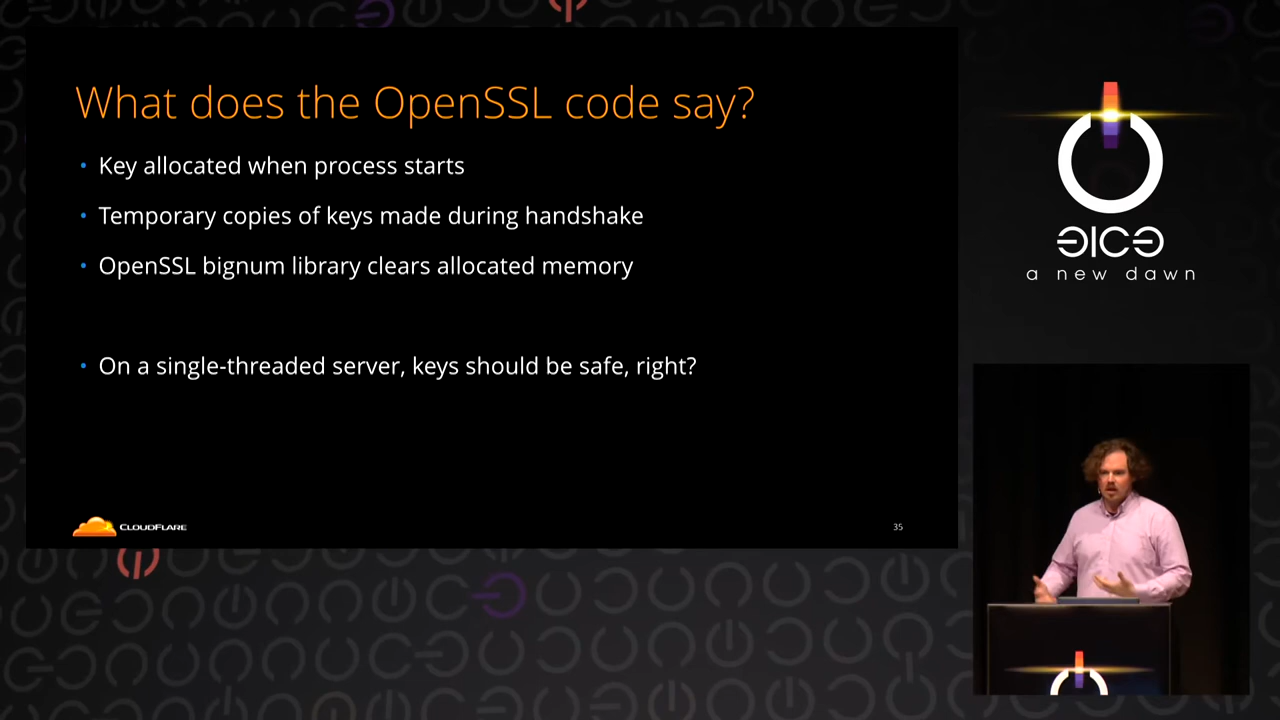 What does the OpenSSL code say?
• Key allocated when process starts
• Temporary copies of keys made during handshake
• OpenSSL bignum library clears allocated memory
• On a single-threaded server, keys should be safe, right?
CLOUDFLARE
35
31C3
a new dawn